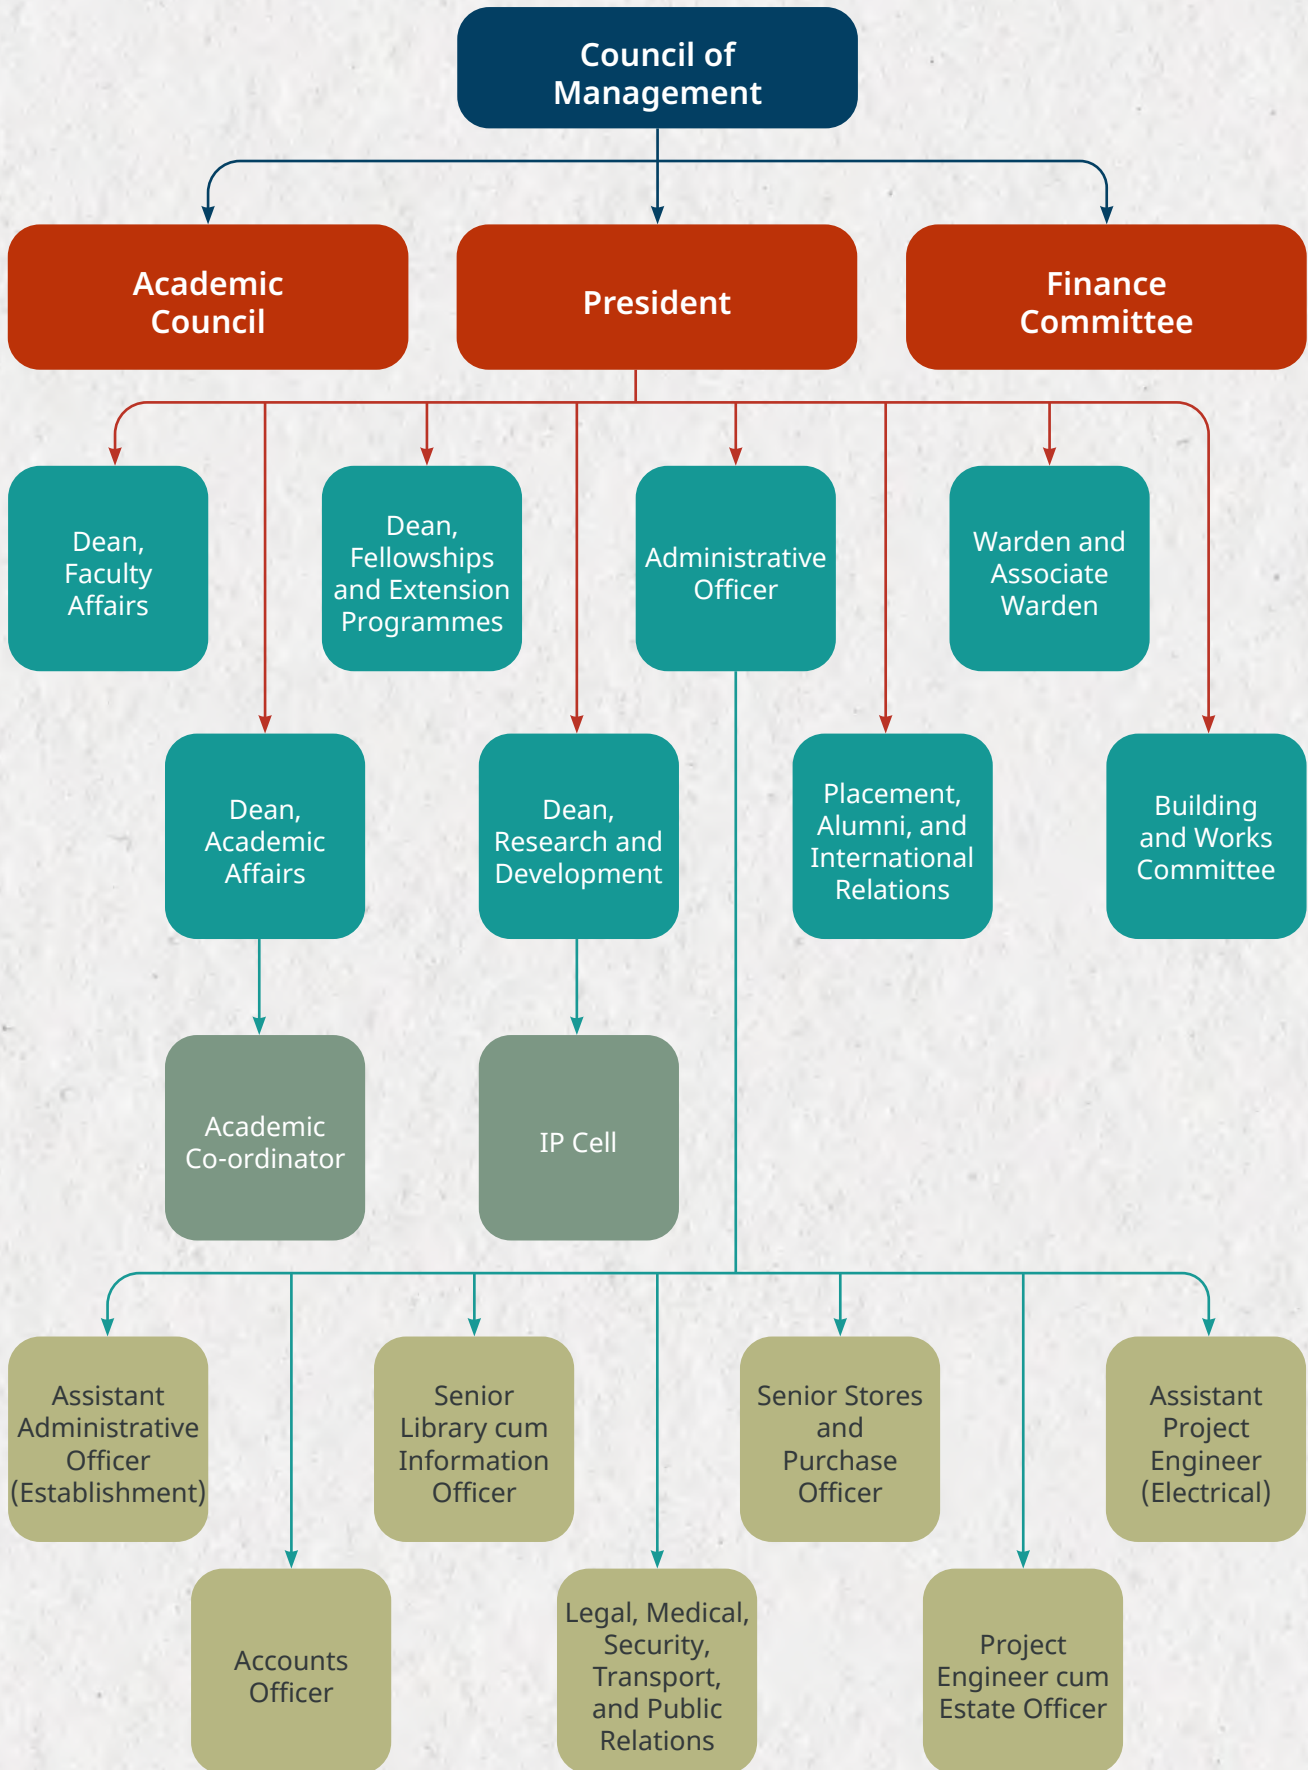 Council of
Management
Academic
Council
President
Finance
Committee
Dean,
Faculty
Affairs
Dean,
Fellowships
and Extension
Programmes
Administrative
Officer
Warden and
Associate
Warden
Dean,
Academic
Affairs
Dean,
Research and
Development
Placement,
Alumni, and
International
Relations
Building
and Works
Committee
Academic
Co-ordinator
IP Cell
Assistant
Administrative
Officer
(Establishment)
Senior
Library cum
Information
Officer
Senior Stores
and
Purchase
Officer
Assistant
Project
Engineer
(Electrical)
Accounts
Officer
Legal, Medical,
Security,
Transport,
and Public
Relations
Project
Engineer cum
Estate Officer